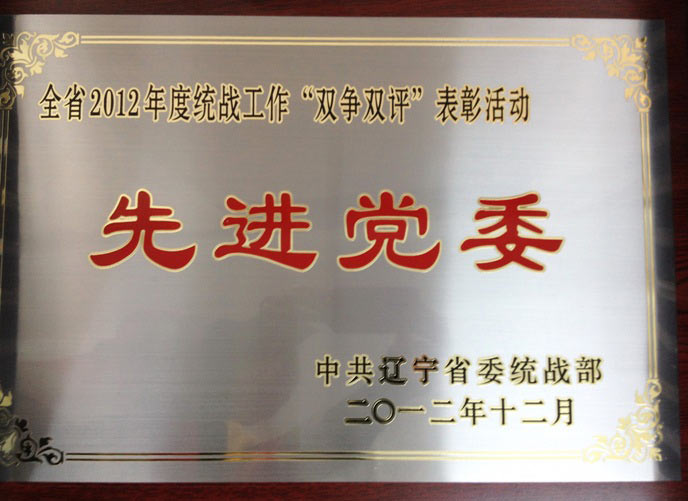 全省2012年度统战工作“双争双评”表彰活动
先进党委
中共辽宁省委统战部
二〇一二年十二月